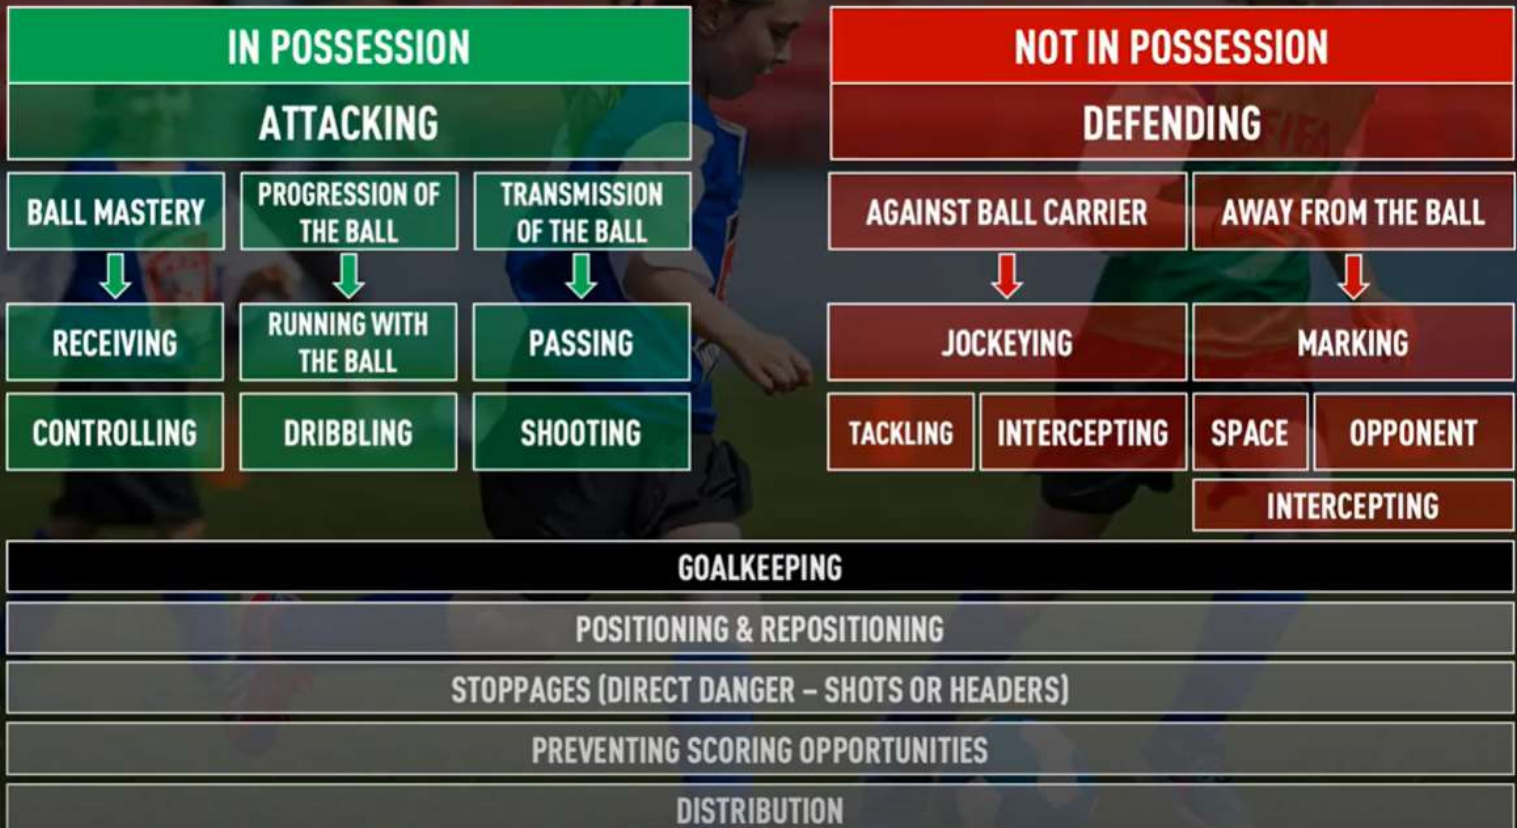 IN POSSESSION
ATTACKING
BALL MASTERY
PROGRESSION OF
THE BALL
TRANSMISSION
OF THE BALL
RECEIVING
RUNNING WITH
THE BALL
PASSING
CONTROLLING
DRIBBLING
SHOOTING
NOT IN POSSESSION
DEFENDING
FIFA
AGAINST BALL CARRIER
AWAY FROM THE BALL
JOCKEYING
MARKING
TACKLING
INTERCEPTING
SPACE
OPPONENT
INTERCEPTING
GOALKEEPING
POSITIONING & REPOSITIONING
STOPPAGES (DIRECT DANGER – SHOTS OR HEADERS)
PREVENTING SCORING OPPORTUNITIES
DISTRIBUTION